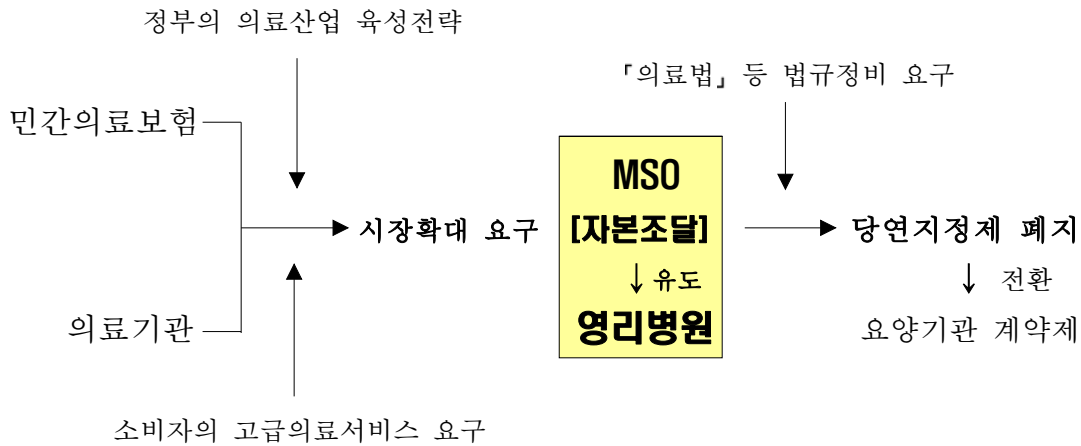 정부의 의료산업 육성전략
『의료법』 등 법규정비 요구
민간의료보험
MSO
시장확대 요구
[자본조달]
당연지정제 폐지
↓ 유도
↓ 전환
의료기관
영리병원
요양기관 계약제
소비자의 고급의료서비스 요구